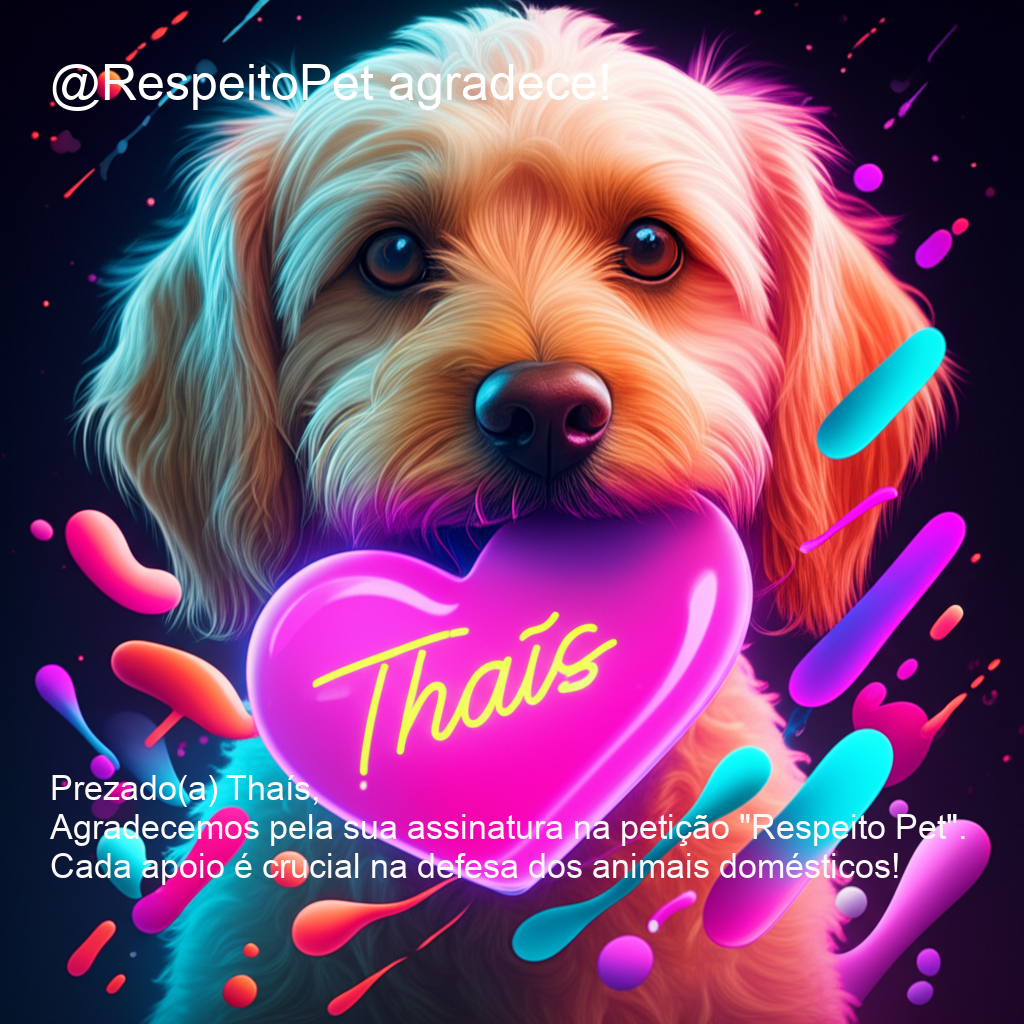 @RespeitoPet agradece!
Thaís
Prezado(a) Thaís,
Agradecemos pela sua assinatura na petição "Respeito Pet".
Cada apoio é crucial na defesa dos animais domésticos!